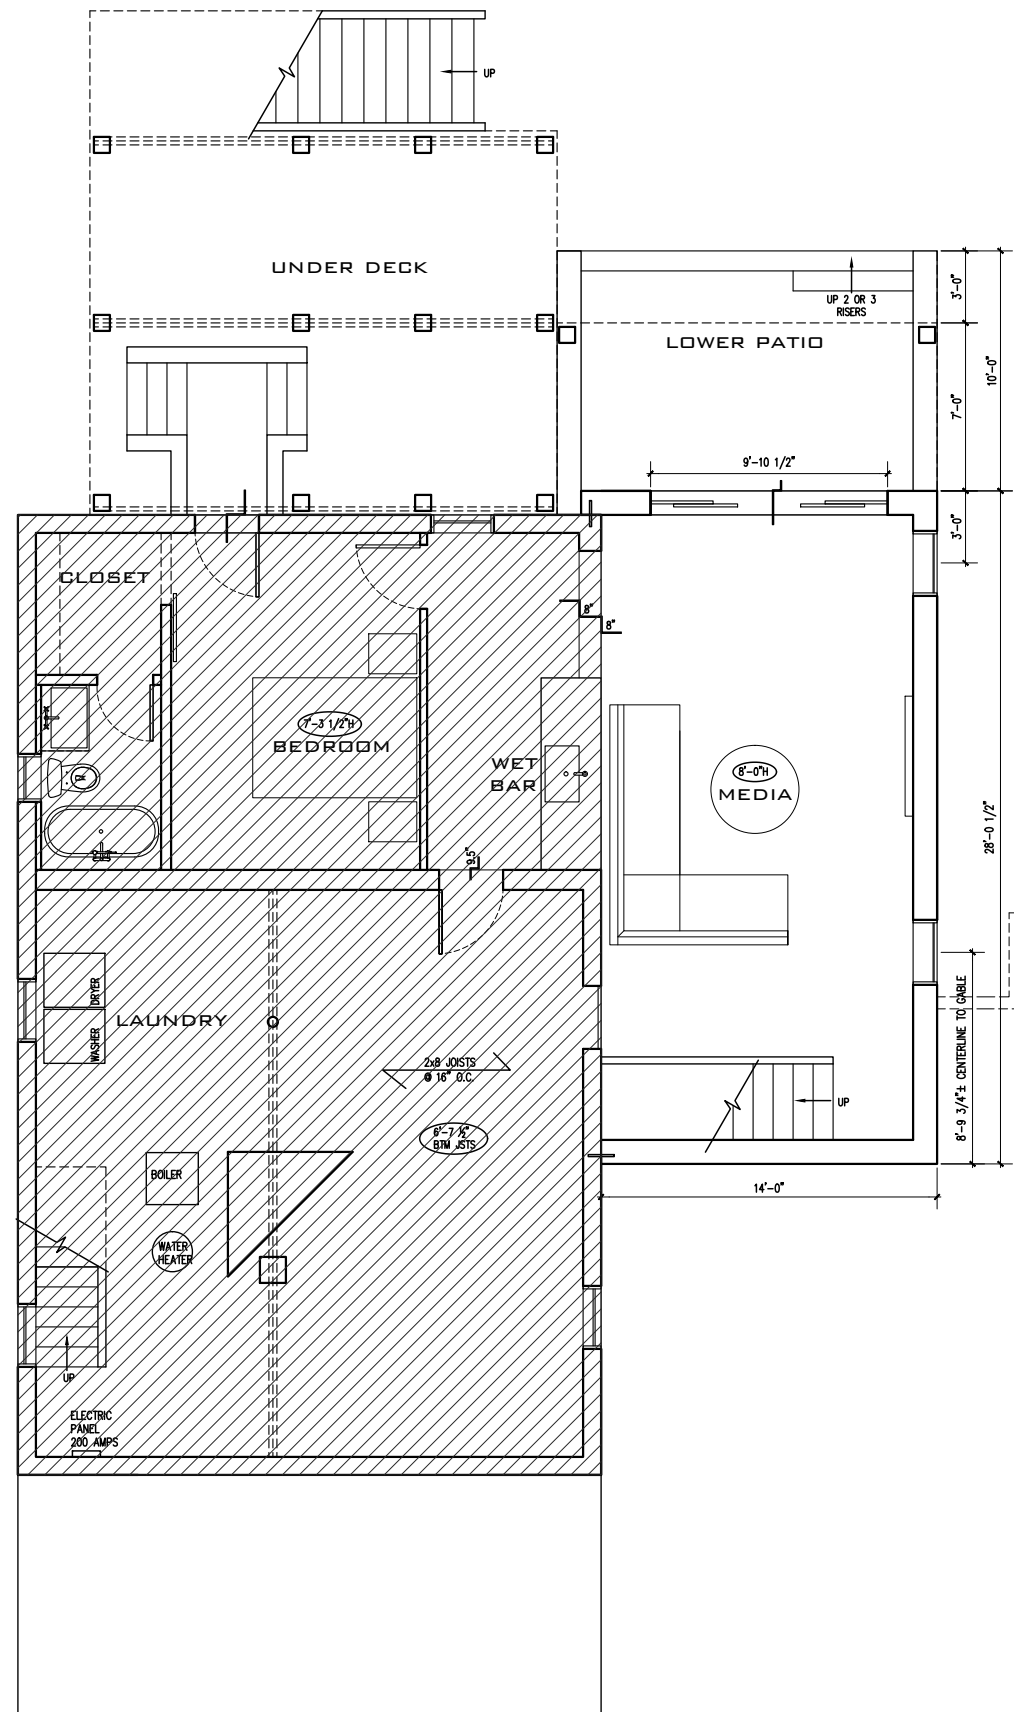 UP
UNDER DECK
UP 2 OR 3
RISERS
3'-0"
LOWER PATIO
10'-0"
7'-0"
9'-10 1/2"
3'-0"
CLOSET
8"
8"
7'-3 1/2"H
BEDROOM
WET
BAR
8'-0"H
MEDIA
28'-0 1/2"
9.5"
DRYER
WASHER
LAUNDRY
2x8 JOISTS
@ 16" O.C.
6'-7 ½"
BTM JSTS
UP
8'-9 3/4"± CENTERLINE TO GABLE
BOILER
14'-0"
WATER
HEATER
UP
ELECTRIC
PANEL
200 AMPS